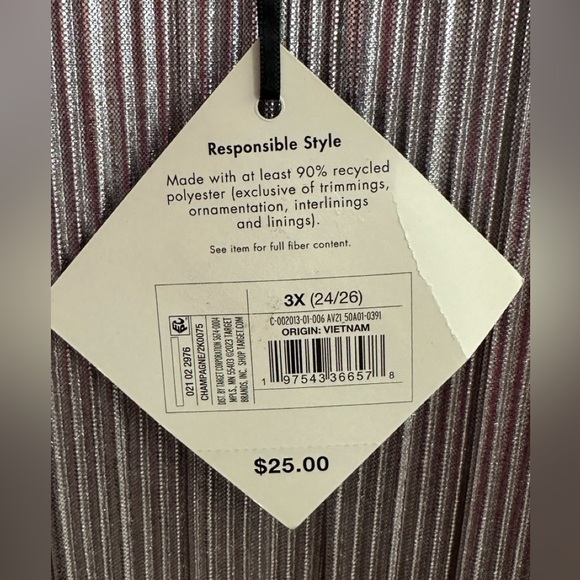 Responsible Style
Made with at least 90% recycled
polyester (exclusive of trimmings,
ornamentation, interlinings
and linings).
See item for full fiber content.
021 02 2976
CHAMPAGNE/2K0075
DIST. BY TARGET CORPORATION 5674-0004
MPLS., MN 55403 ©2023 TARGET
BRANDS, INC. SHOP TARGET.COM
3X (24/26)
C-002013-01-006 AV21_50A01-0391
ORIGIN: VIETNAM
1 97543 36657 8
$25.00